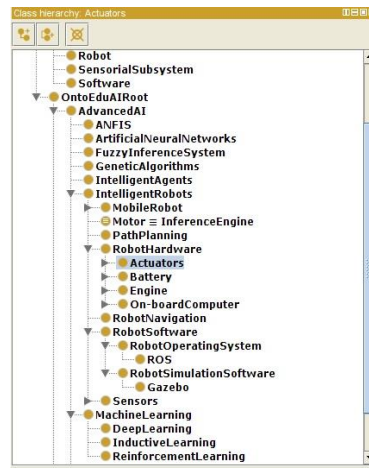 Class hierarchy: Actuators
Robot
SensorialSubsystem
Software
OntoEduAIRoot
AdvancedAI
ANFIS
ArtificialNeuralNetworks
FuzzyInferenceSystem
GeneticAlgorithms
IntelligentAgents
IntelligentRobots
MobileRobot
Motor ≡ InferenceEngine
PathPlanning
RobotHardware
Actuators
Battery
Engine
On-boardComputer
RobotNavigation
RobotSoftware
RobotOperatingSystem
ROS
RobotSimulationSoftware
Gazebo
Sensors
MachineLearning
DeepLearning
InductiveLearning
ReinforcementLearning